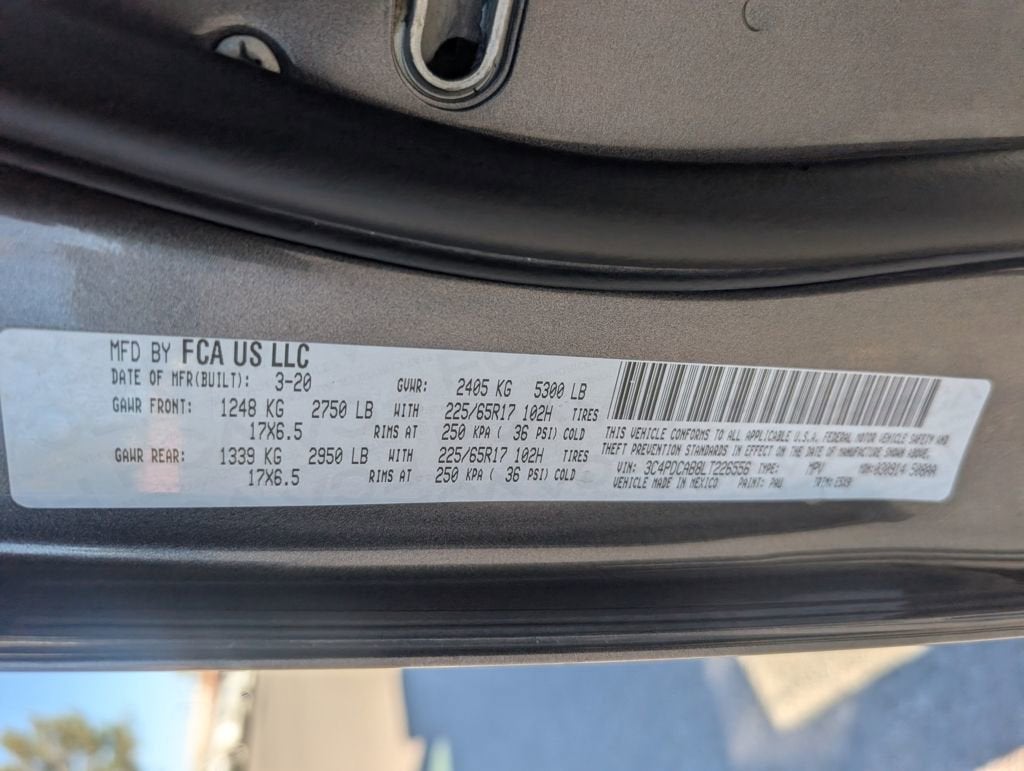 MFD BY FCA US LLC
DATE OF MFR(BUILT): 3-20 GVWR: 2405 KG 5300 LB
GAWR FRONT: 1248 KG 2750 LB WITH 225/65R17 102H TIRES
17X6.5 RIMS AT 250 KPA ( 36 PSI) COLD
GAWR REAR: 1339 KG 2950 LB WITH 225/65R17 102H TIRES
17X6.5 RIMS AT 250 KPA ( 36 PSI) COLD
THIS VEHICLE CONFORMS TO ALL APPLICABLE U.S.A. FEDERAL MOTOR VEHICLE SAFETY AND
THEFT PREVENTION STANDARDS IN EFFECT ON THE DATE OF MANUFACTURE SHOWN ABOVE.
VIN: TYPE: MPV
VEHICLE MADE IN MEXICO PAINT: PAU TRIM: